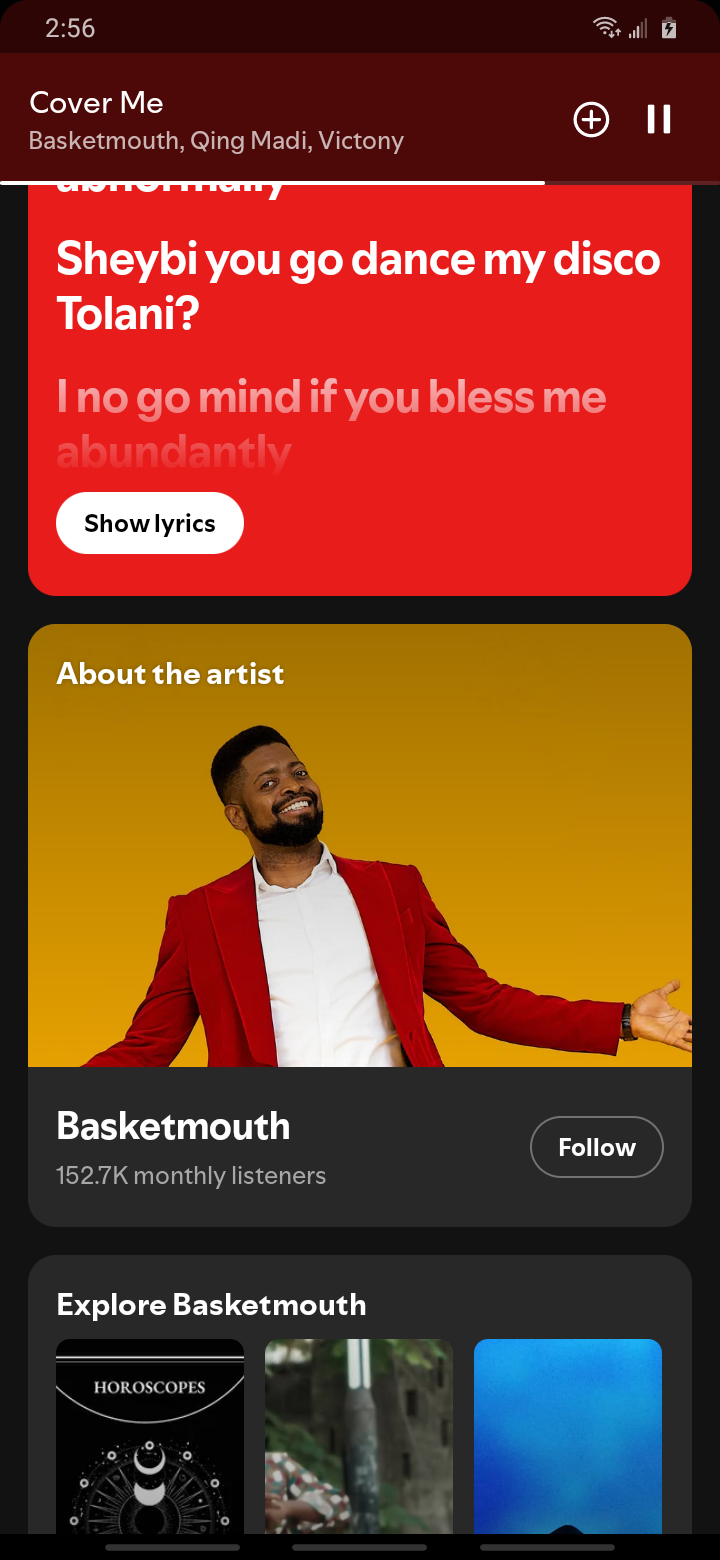 2:56
Cover Me
Basketmouth, Qing Madi, Victony
abnormally
Sheybi you go dance my disco
Tolani?
I no go mind if you bless me
abundantly
Show lyrics
About the artist
Basketmouth
152.7K monthly listeners
Follow
Explore Basketmouth
HOROSCOPES